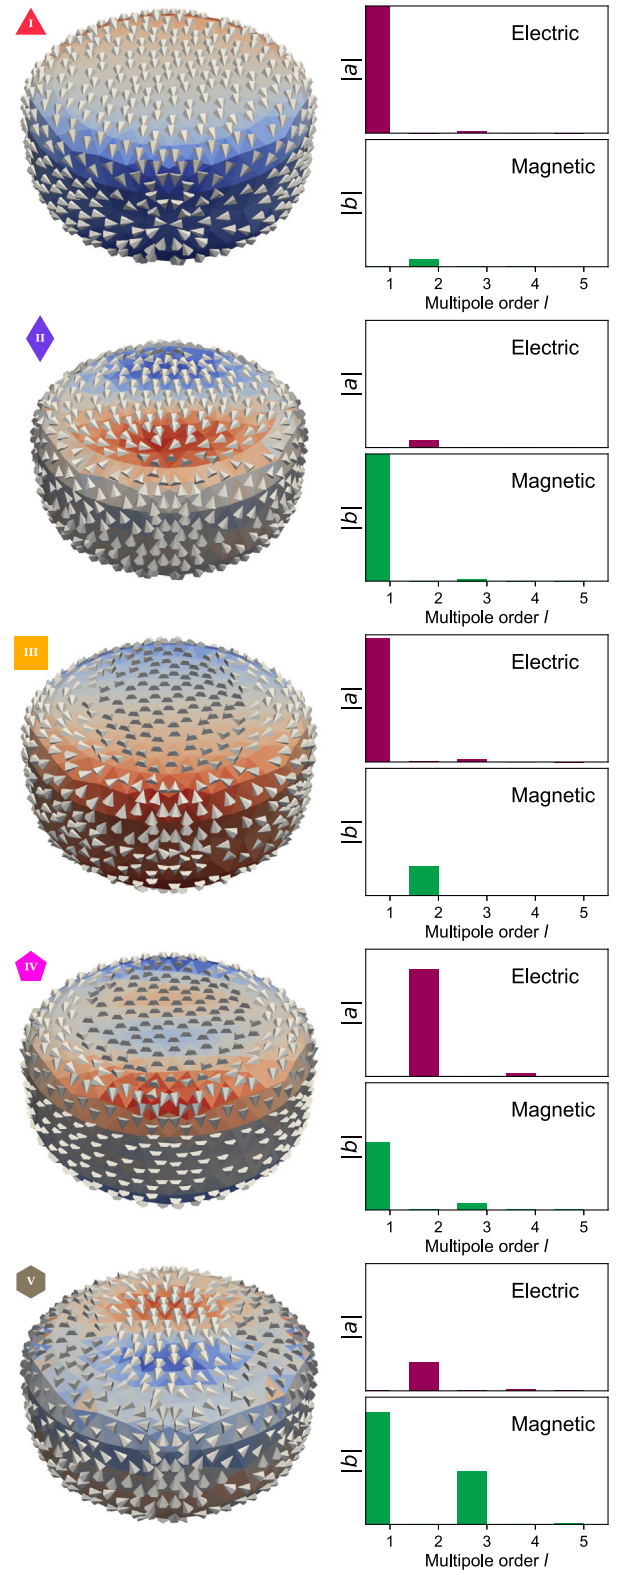 I
Electric
|a|
Magnetic
|b|
1 2 3 4 5
Multipole order l
II
Electric
|a|
Magnetic
|b|
1 2 3 4 5
Multipole order l
III
Electric
|a|
Magnetic
|b|
1 2 3 4 5
Multipole order l
IV
Electric
|a|
Magnetic
|b|
1 2 3 4 5
Multipole order l
V
Electric
|a|
Magnetic
|b|
1 2 3 4 5
Multipole order l